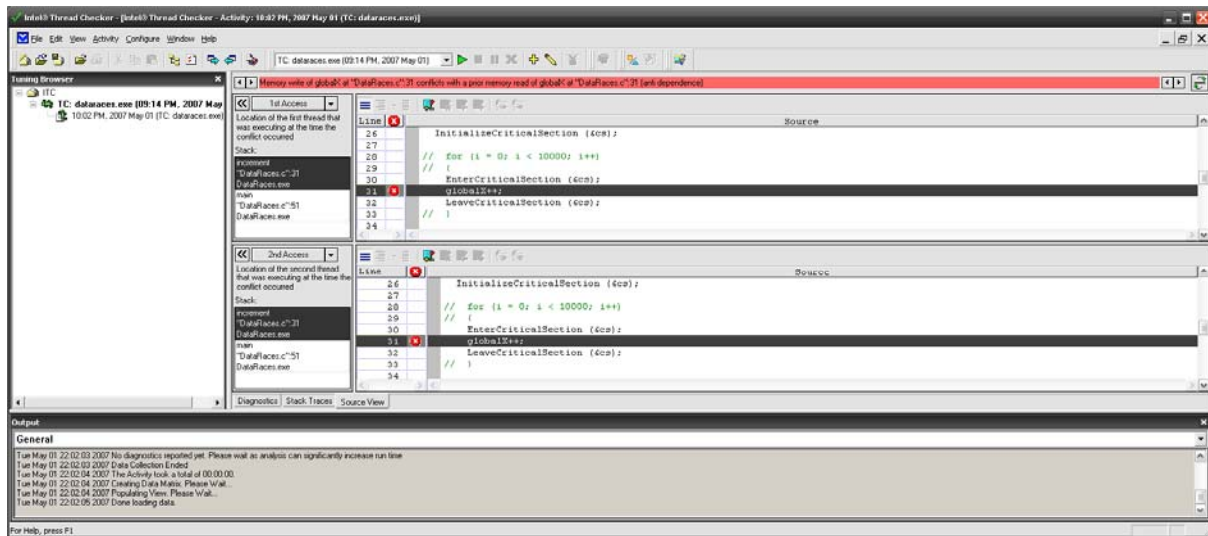 Intel® Thread Checker - [Intel® Thread Checker - Activity: 10:02 PM, 2007 May 01 (TC: dataraces.exe)]
File Edit View Activity Configure Window Help
TC: dataraces.exe (09:14 PM, 2007 May 01)
Tuning Browser
ITC
TC: dataraces.exe (09:14 PM, 2007 May
10:02 PM, 2007 May 01 (TC: dataraces.exe)
Memory write of globalX at "DataRaces.c":31 conflicts with a prior memory read of globalX at "DataRaces.c":31 (anti dependence)
1st Access
Location of the first thread that
was executing at the time the
conflict occurred
Stack:
increment
"DataRaces.c":31
DataRaces.exe
main
"DataRaces.c":51
DataRaces.exe
Line Source
26 InitializeCriticalSection (&cs);
27
28 // for (i = 0; i < 10000; i++)
29 // {
30 EnterCriticalSection (&cs);
31 globalX++;
32 LeaveCriticalSection (&cs);
33 // }
34
2nd Access
Location of the second thread
that was executing at the time the
conflict occurred
Stack:
increment
"DataRaces.c":31
DataRaces.exe
main
"DataRaces.c":51
DataRaces.exe
Line Source
26 InitializeCriticalSection (&cs);
27
28 // for (i = 0; i < 10000; i++)
29 // {
30 EnterCriticalSection (&cs);
31 globalX++;
32 LeaveCriticalSection (&cs);
33 // }
34
Diagnostics Stack Traces Source View
Output
General
Tue May 01 22:02:03 2007 No diagnostics reported yet. Please wait as analysis can significantly increase run time
Tue May 01 22:02:03 2007 Data Collection Ended
Tue May 01 22:02:04 2007 The Activity took a total of 00:00:00.
Tue May 01 22:02:04 2007 Creating Data Matrix. Please Wait...
Tue May 01 22:02:04 2007 Populating View. Please Wait...
Tue May 01 22:02:05 2007 Done loading data.
For Help, press F1